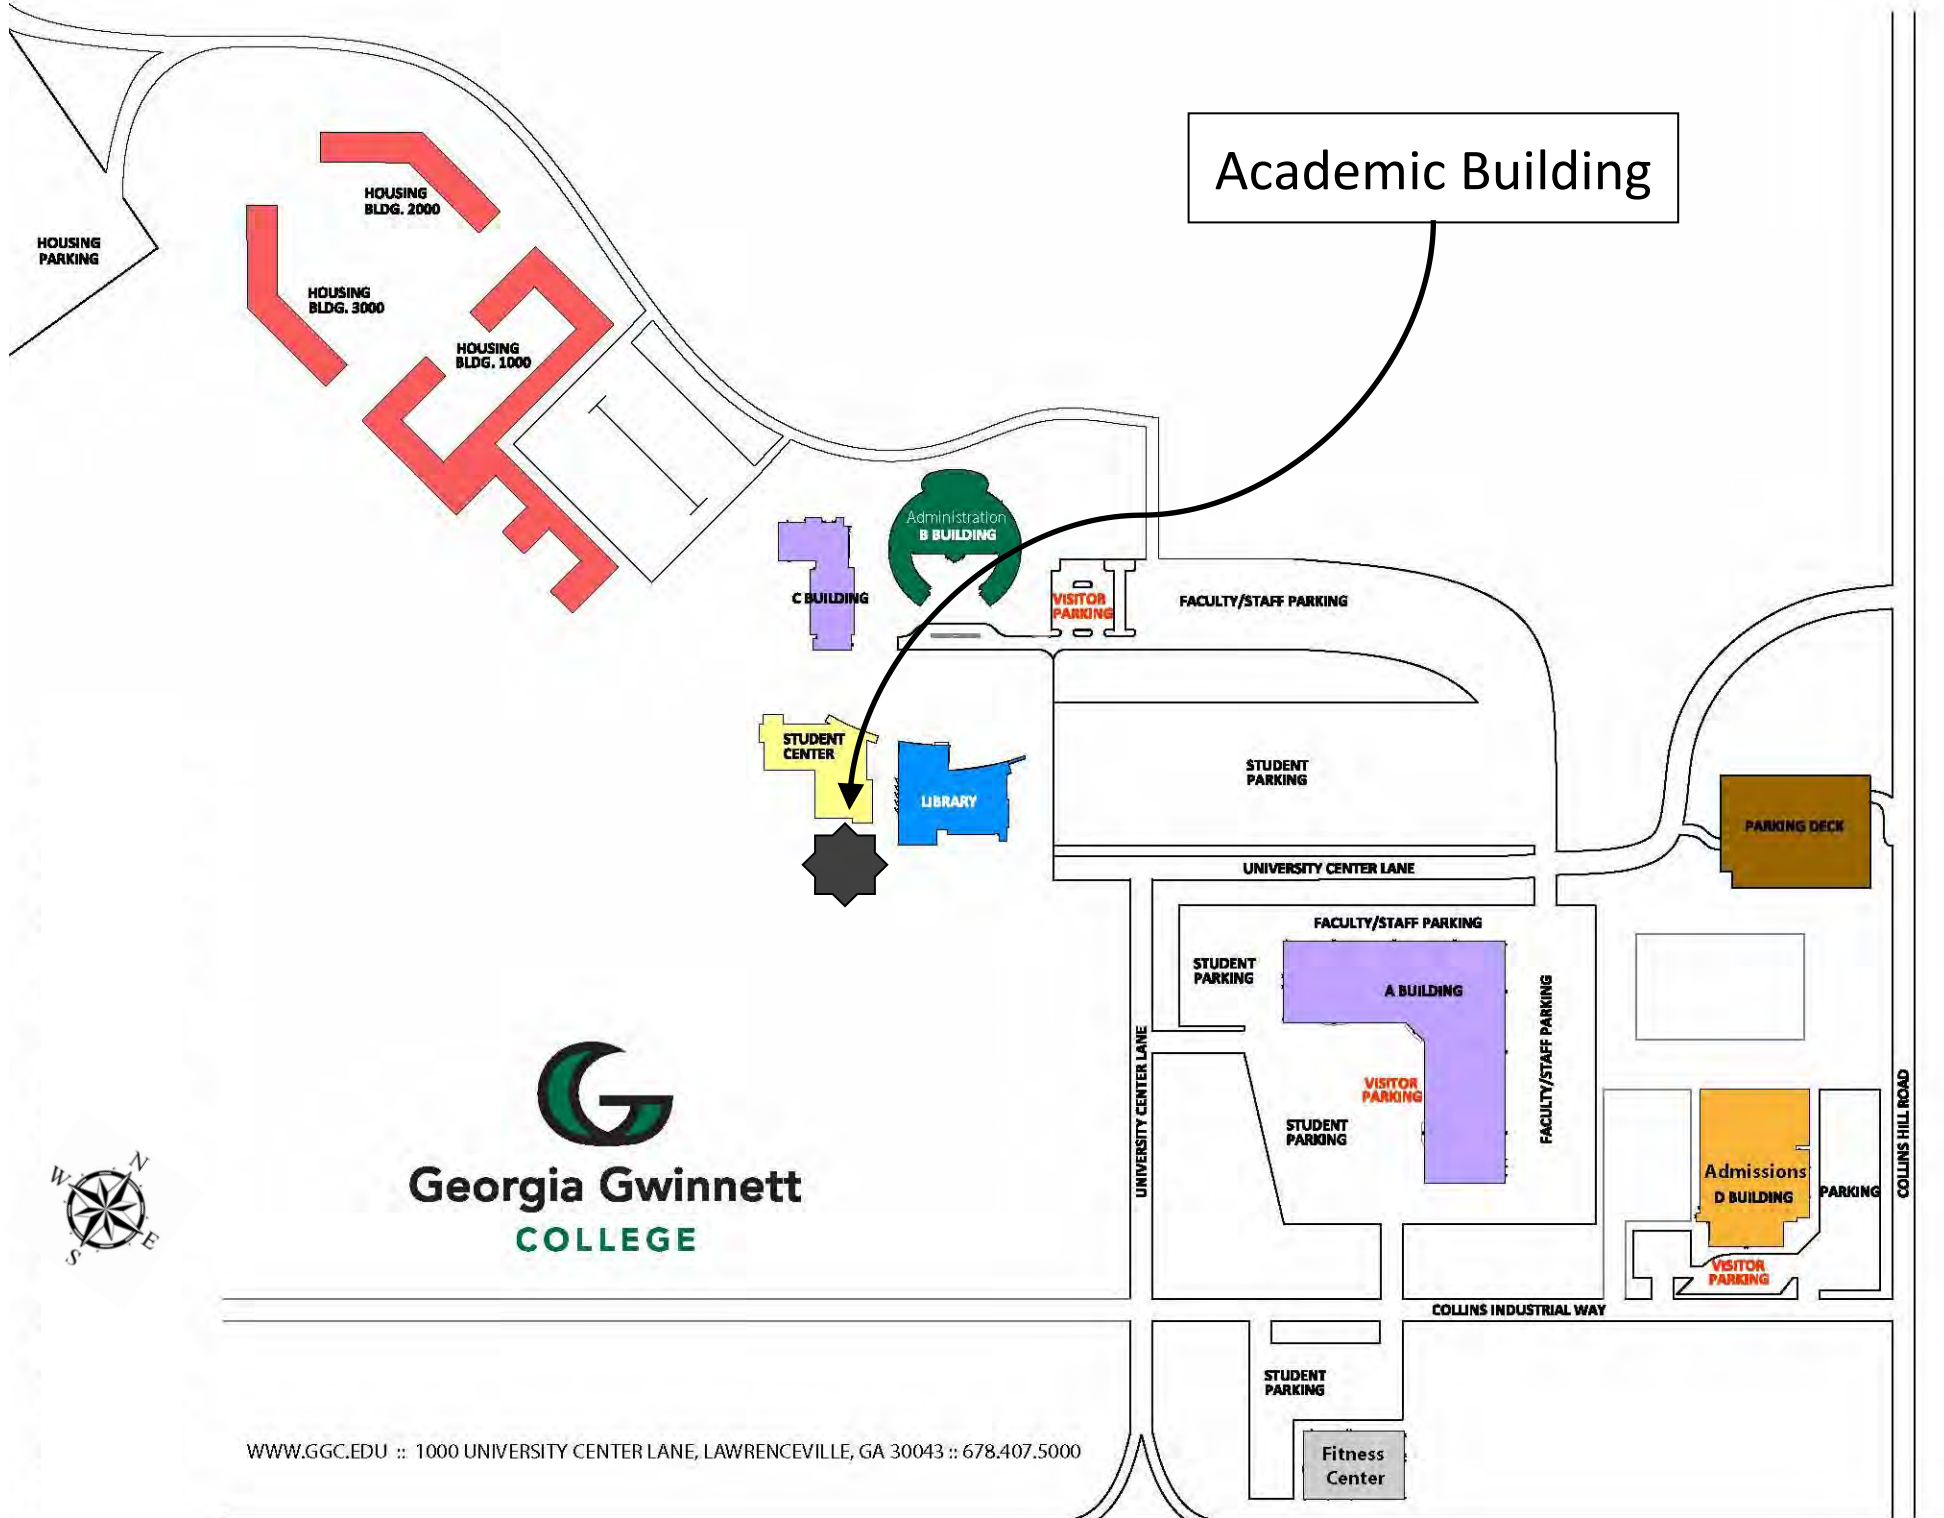 Academic Building
HOUSING
BLDG. 2000
HOUSING
PARKING
HOUSING
BLDG. 3000
HOUSING
BLDG. 1000
Administration
B BUILDING
C BUILDING
VISITOR
PARKING
FACULTY/STAFF PARKING
STUDENT
CENTER
LIBRARY
STUDENT
PARKING
PARKING DECK
UNIVERSITY CENTER LANE
FACULTY/STAFF PARKING
STUDENT
PARKING
A BUILDING
FACULTY/STAFF PARKING
UNIVERSITY CENTER LANE
VISITOR
PARKING
STUDENT
PARKING
COLLINS HILL ROAD
Admissions
D BUILDING
PARKING
VISITOR
PARKING
Georgia Gwinnett
COLLEGE
N
W
E
S
COLLINS INDUSTRIAL WAY
STUDENT
PARKING
Fitness
Center
WWW.GGC.EDU :: 1000 UNIVERSITY CENTER LANE, LAWRENCEVILLE, GA 30043 :: 678.407.5000